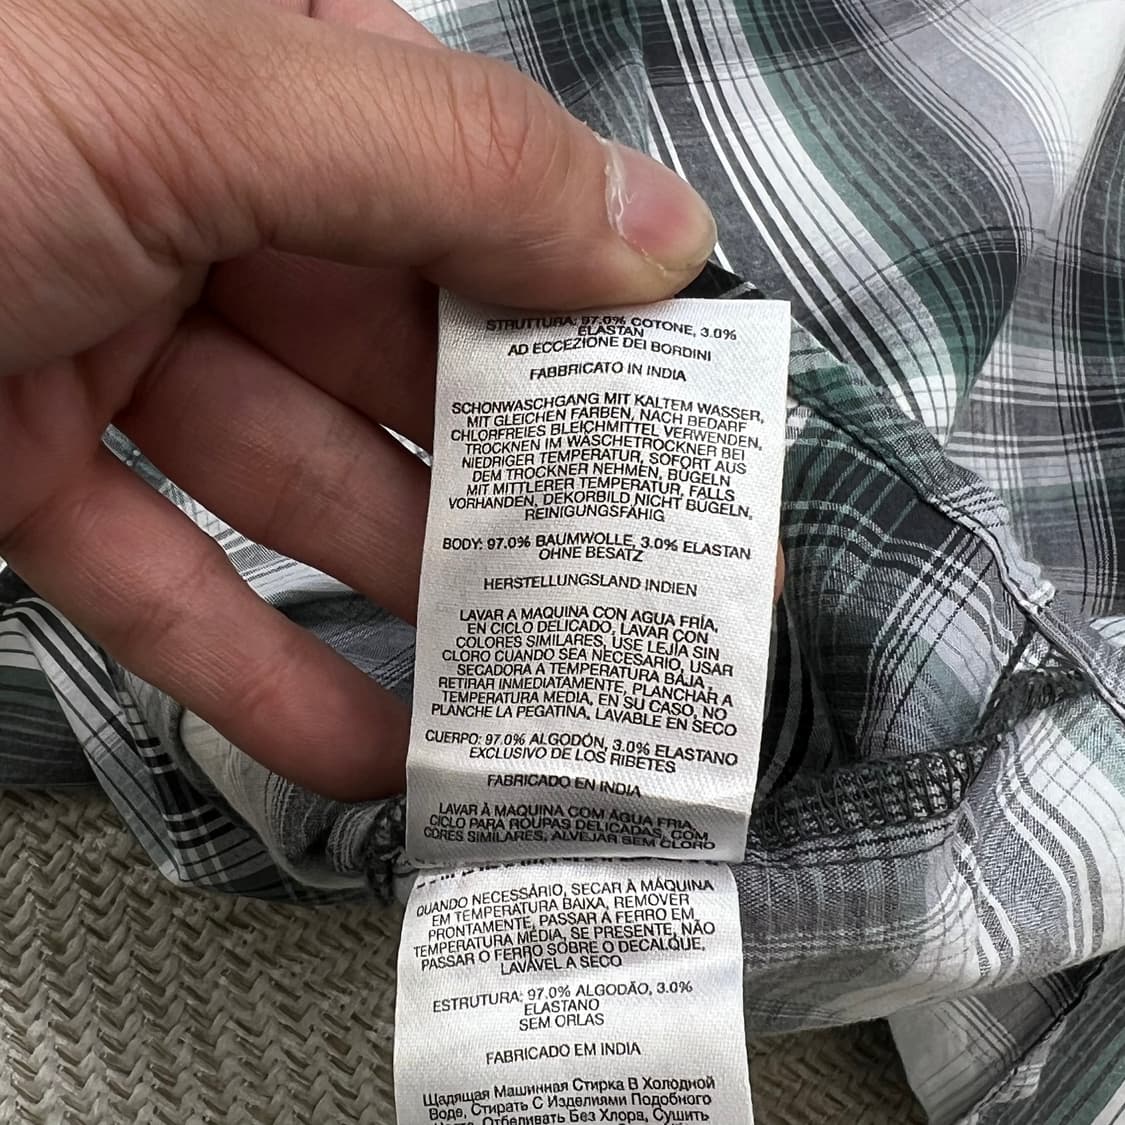 STRUTTURA: 97.0% COTONE, 3.0%
ELASTAN
AD ECCEZIONE DEI BORDINI
FABBRICATO IN INDIA
SCHONWASCHGANG MIT KALTEM WASSER,
MIT GLEICHEN FARBEN, NACH BEDARF
CHLORFREIES BLEICHMITTEL VERWENDEN,
TROCKNEN IM WÄSCHETROCKNER BEI
NIEDRIGER TEMPERATUR, SOFORT AUS
DEM TROCKNER NEHMEN, BÜGELN
MIT MITTLERER TEMPERATUR, FALLS
VORHANDEN, DEKORBILD NICHT BÜGELN,
REINIGUNGSFÄHIG
BODY: 97.0% BAUMWOLLE, 3.0% ELASTAN
OHNE BESATZ
HERSTELLUNGSLAND INDIEN
LAVAR A MAQUINA CON AGUA FRÍA,
EN CICLO DELICADO, LAVAR CON
COLORES SIMILARES, USE LEJÍA SIN
CLORO CUANDO SEA NECESARIO, USAR
SECADORA A TEMPERATURA BAJA,
RETIRAR INMEDIATAMENTE, PLANCHAR A
TEMPERATURA MEDIA, EN SU CASO, NO
PLANCHE LA PEGATINA, LAVABLE EN SECO
CUERPO: 97.0% ALGODÓN, 3.0% ELASTANO
EXCLUSIVO DE LOS RIBETES
FABRICADO EN INDIA
LAVAR À MAQUINA COM ÁGUA FRIA,
CICLO PARA ROUPAS DELICADAS, COM
CORES SIMILARES, ALVEJAR SEM CLORO
QUANDO NECESSÁRIO, SECAR À MÁQUINA
EM TEMPERATURA BAIXA, REMOVER
PRONTAMENTE, PASSAR A FERRO EM
TEMPERATURA MÉDIA, SE PRESENTE, NÃO
PASSAR O FERRO SOBRE O DECALQUE,
LAVÁVEL A SECO
ESTRUTURA: 97.0% ALGODÃO, 3.0%
ELASTANO
SEM ORLAS
FABRICADO EM INDIA
Щадящая Машинная Стирка В Холодной
Воде, Стирать С Изделиями Подобного
Отбеливать Без Хлора, Сушить